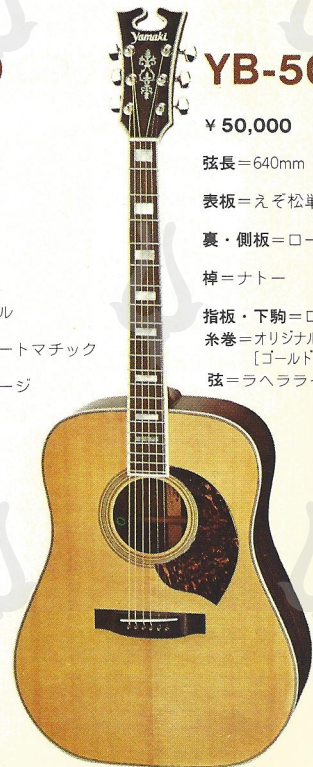 Yamaki
YB-50
¥50,000
弦長=640mm
表板=えぞ松単
裏・側板=ロー
棹=ナトー
指板・下駒=ロ
糸巻=オリジナル
[ゴールド
弦=ラヘララ
ル
ートマチック
ージ